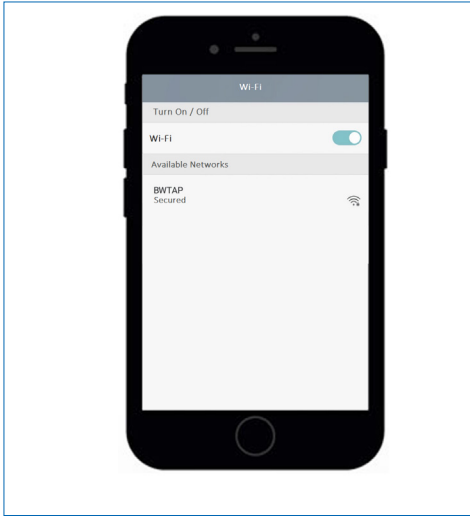 Wi-Fi
Turn On / Off
Wi-Fi
Available Networks
BWTAP
Secured